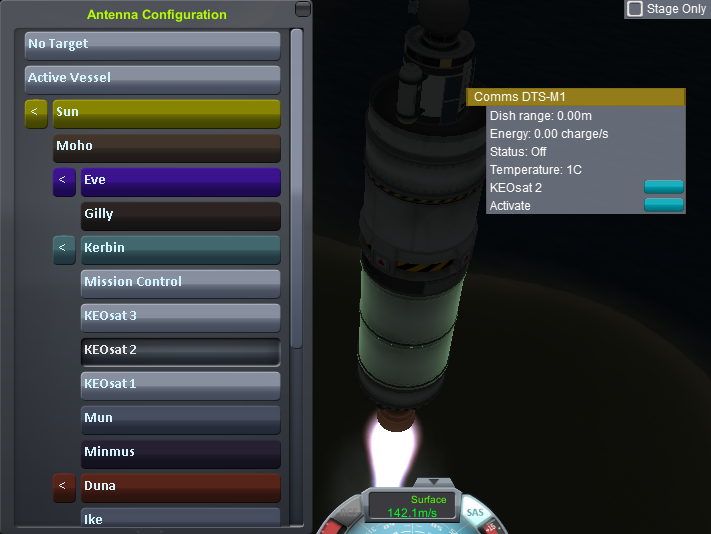 Antenna Configuration
No Target
Active Vessel
< Sun
Moho
< Eve
Gilly
< Kerbin
Mission Control
KEOsat 3
KEOsat 2
KEOsat 1
Mun
Minmus
< Duna
Ike
Stage Only
Comms DTS-M1
Dish range: 0.00m
Energy: 0.00 charge/s
Status: Off
Temperature: 1C
KEOsat 2
Activate
Surface
142.1m/s
SAS